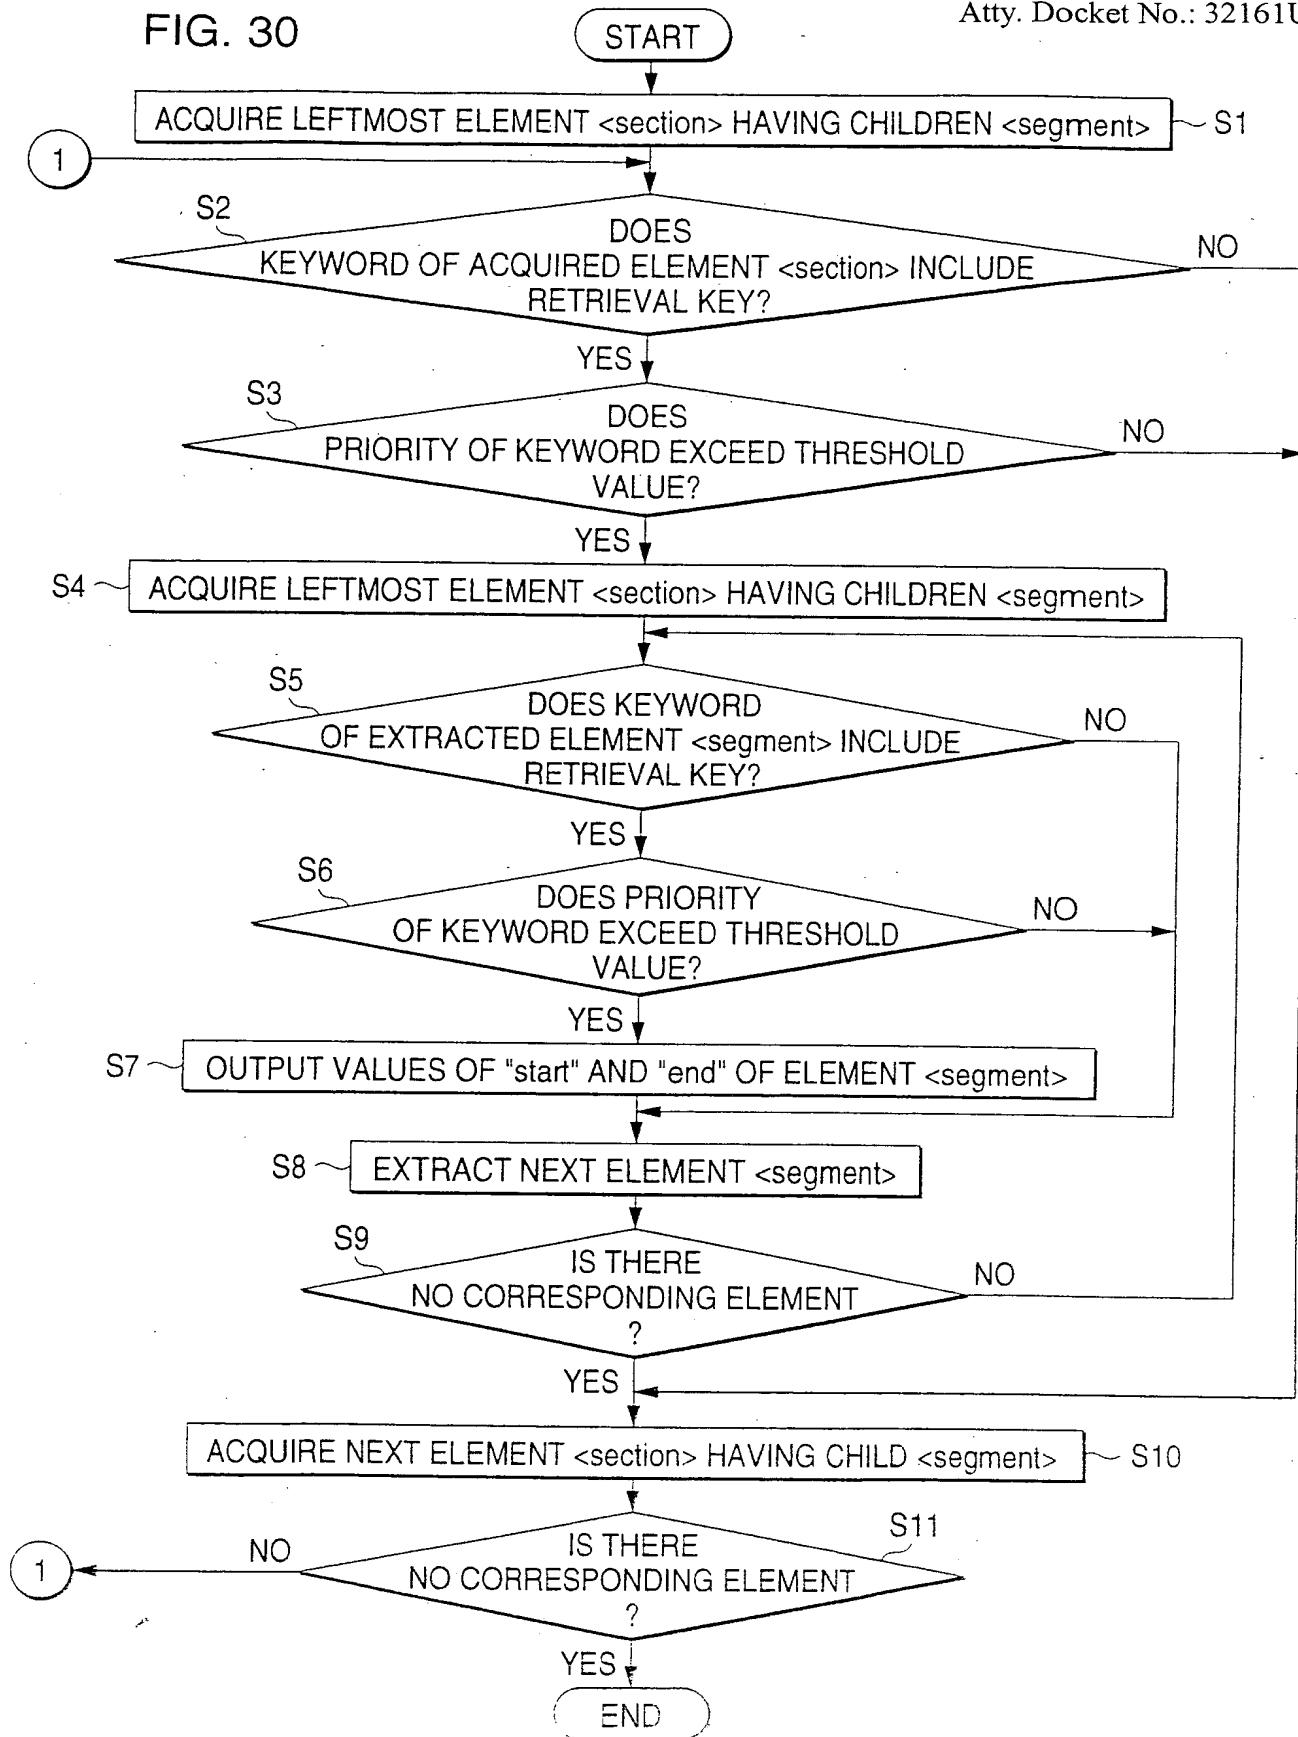 FIG. 30
Atty. Docket No.: 32161U
START
ACQUIRE LEFTMOST ELEMENT <section> HAVING CHILDREN <segment>
S1
1
S2
DOES
KEYWORD OF ACQUIRED ELEMENT <section> INCLUDE
RETRIEVAL KEY?
NO
YES
S3
DOES
PRIORITY OF KEYWORD EXCEED THRESHOLD
VALUE?
NO
YES
S4
ACQUIRE LEFTMOST ELEMENT <section> HAVING CHILDREN <segment>
S5
DOES KEYWORD
OF EXTRACTED ELEMENT <segment> INCLUDE
RETRIEVAL KEY?
NO
YES
S6
DOES PRIORITY
OF KEYWORD EXCEED THRESHOLD
VALUE?
NO
YES
S7
OUTPUT VALUES OF "start" AND "end" OF ELEMENT <segment>
S8
EXTRACT NEXT ELEMENT <segment>
S9
IS THERE
NO CORRESPONDING ELEMENT
?
NO
YES
ACQUIRE NEXT ELEMENT <section> HAVING CHILD <segment>
S10
S11
IS THERE
NO CORRESPONDING ELEMENT
?
NO
1
YES
END